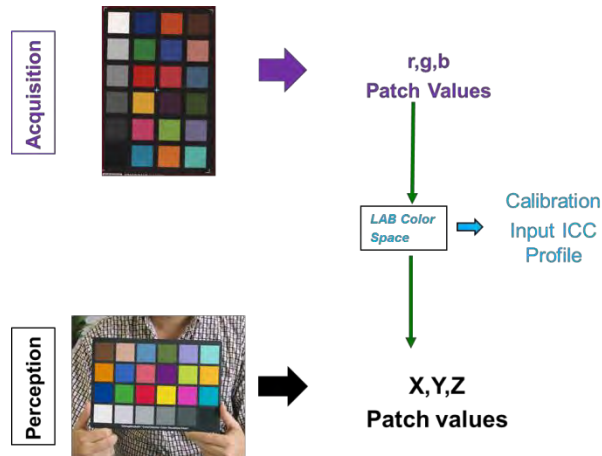 Acquisition
r,g,b
Patch Values
LAB Color
Space
Calibration
Input ICC
Profile
Perception
X,Y,Z
Patch values